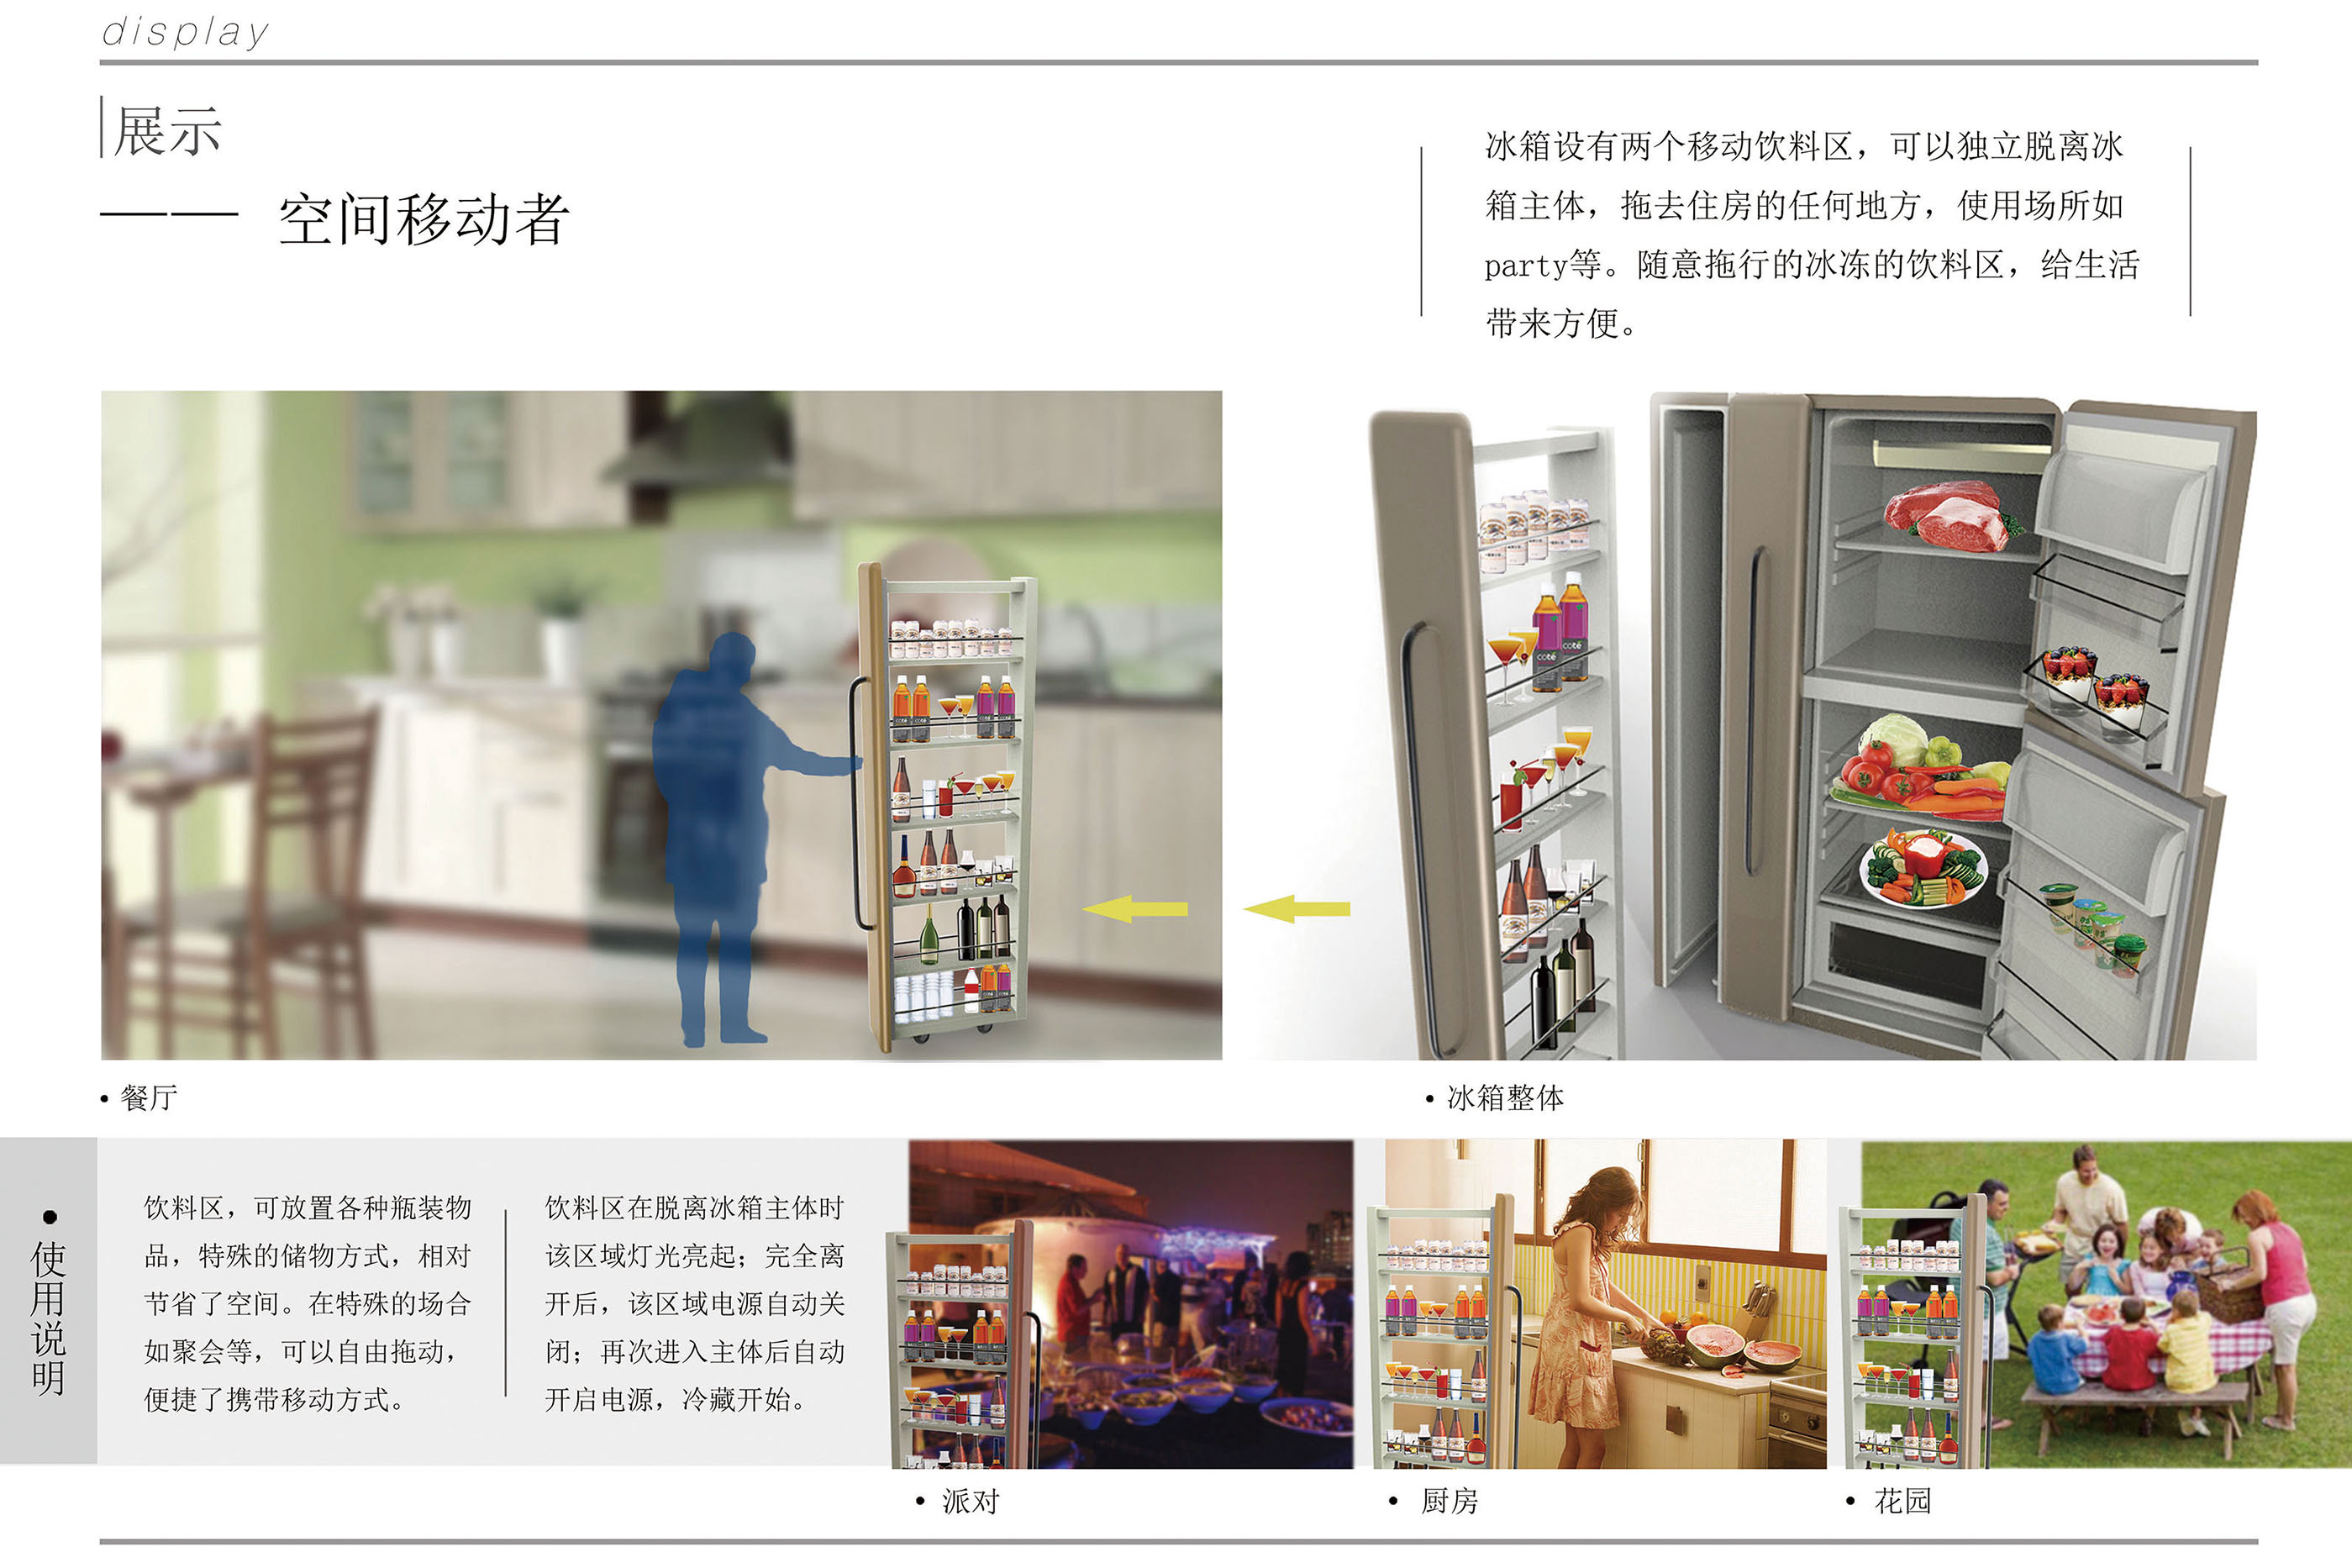 display
展示
—— 空间移动者
冰箱设有两个移动饮料区，可以独立脱离冰
箱主体，拖去住房的任何地方，使用场所如
party等。随意拖行的冰冻的饮料区，给生活
带来方便。
coté coté
coté coté
• 餐厅
• 冰箱整体
• 使用说明
饮料区，可放置各种瓶装物
品，特殊的储物方式，相对
节省了空间。在特殊的场合
如聚会等，可以自由拖动，
便捷了携带移动方式。
饮料区在脱离冰箱主体时
该区域灯光亮起；完全离
开后，该区域电源自动关
闭；再次进入主体后自动
开启电源，冷藏开始。
• 派对
• 厨房
• 花园